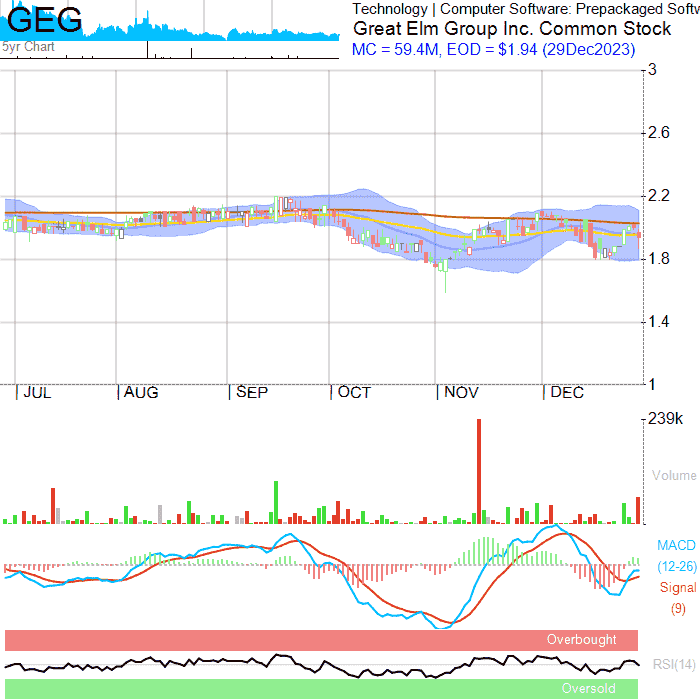 GEG
5yr Chart
Technology | Computer Software: Prepackaged Softw
Great Elm Group Inc. Common Stock
MC = 59.4M, EOD = $1.94 (29Dec2023)
3
2.6
2.2
1.8
1.4
1
JUL AUG SEP OCT NOV DEC
239k
Volume
MACD
(12-26)
Signal
(9)
Overbought
RSI(14)
Oversold